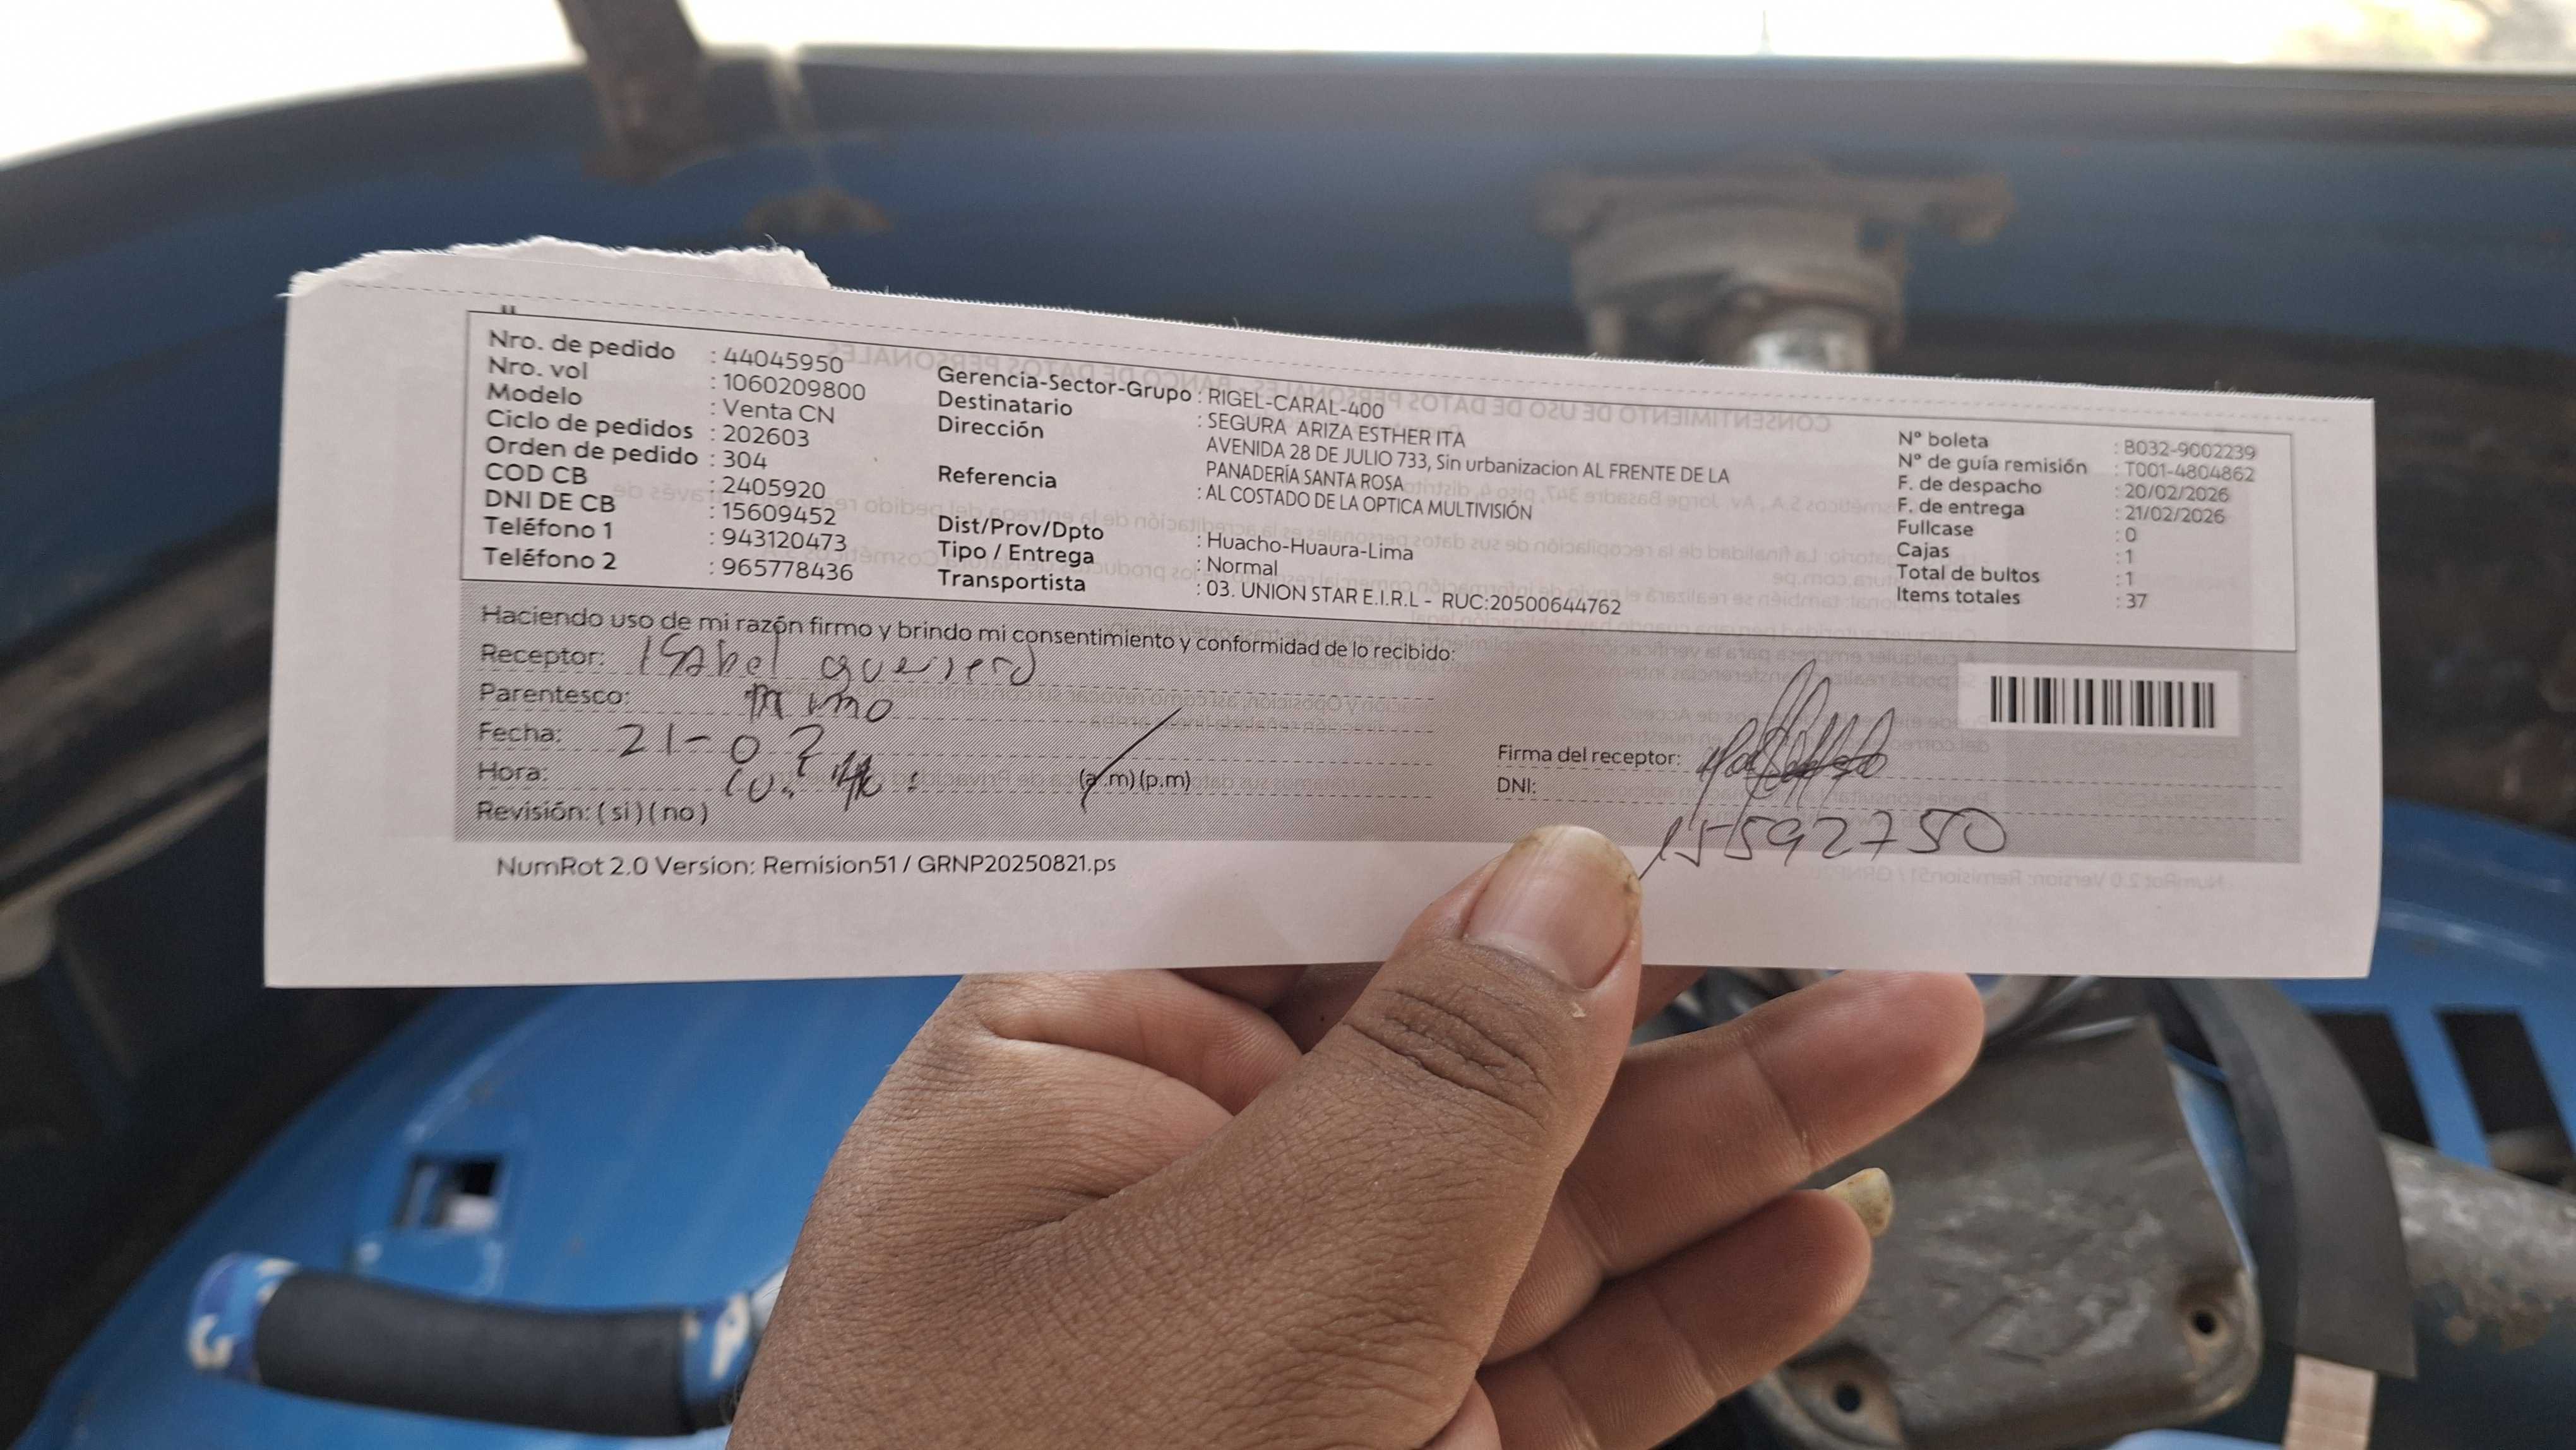 Nro. de pedido : 44045950
Nro. vol : 1060209800
Modelo : Venta CN
Ciclo de pedidos : 202603
Orden de pedido : 304
COD CB : 2405920
DNI DE CB : 15609452
Teléfono 1 : 943120473
Teléfono 2 : 965778436
Gerencia-Sector-Grupo : RIGEL-CARAL-400
Destinatario : SEGURA ARIZA ESTHER ITA
Dirección AVENIDA 28 DE JULIO 733, Sin urbanizacion AL FRENTE DE LA
PANADERÍA SANTA ROSA
Referencia : AL COSTADO DE LA OPTICA MULTIVISIÓN
Dist/Prov/Dpto : Huacho-Huaura-Lima
Tipo / Entrega : Normal
Transportista : 03. UNION STAR E.I.R.L - RUC:20500644762
N° boleta : B032-9002239
N° de guía remisión : T001-4804862
F. de despacho : 20/02/2026
F. de entrega : 21/02/2026
Fullcase : 0
Cajas : 1
Total de bultos : 1
Items totales : 37
Haciendo uso de mi razón firmo y brindo mi consentimiento y conformidad de lo recibido:
Receptor: Isabel guerrero
Parentesco:
Fecha: 21-02
Hora: (a.m)(p.m)
Revisión: (si)(no)
Firma del receptor:
DNI: 15592750
NumRot 2.0 Version: Remision51 / GRNP20250821.ps